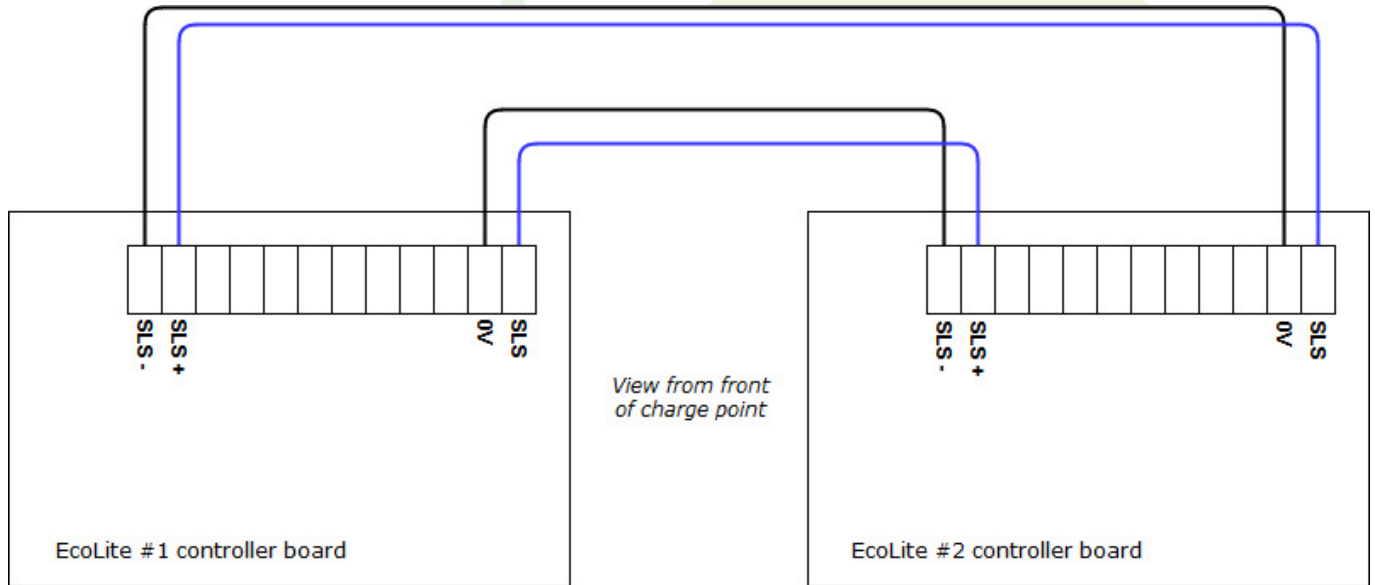 SLS -
SLS +
0V
SLS
SLS -
SLS +
0V
SLS
View from front
of charge point
EcoLite #1 controller board
EcoLite #2 controller board